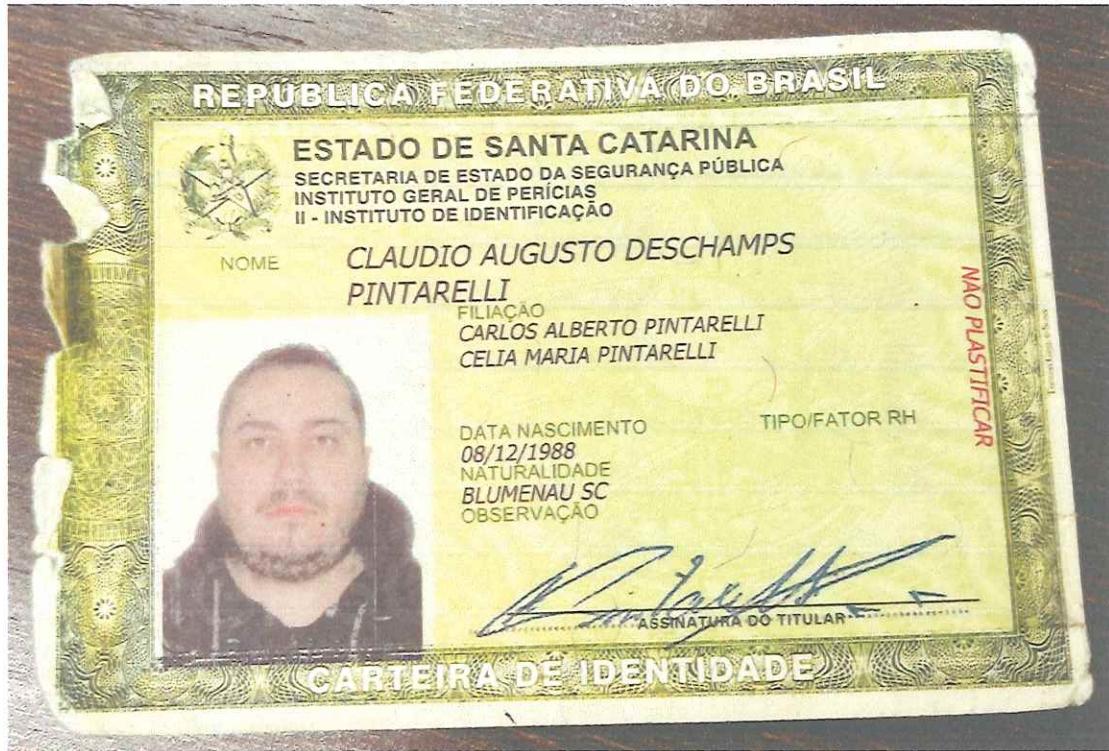 REPÚBLICA FEDERATIVA DO BRASIL
ESTADO DE SANTA CATARINA
SECRETARIA DE ESTADO DA SEGURANÇA PÚBLICA
INSTITUTO GERAL DE PERÍCIAS
II - INSTITUTO DE IDENTIFICAÇÃO
NOME CLAUDIO AUGUSTO DESCHAMPS
PINTARELLI
FILIAÇÃO
CARLOS ALBERTO PINTARELLI
CELIA MARIA PINTARELLI
DATA NASCIMENTO TIPO/FATOR RH
08/12/1988
NATURALIDADE
BLUMENAU SC
OBSERVAÇÃO
ASSINATURA DO TITULAR
CARTEIRA DE IDENTIDADE
NÃO PLASTIFICAR